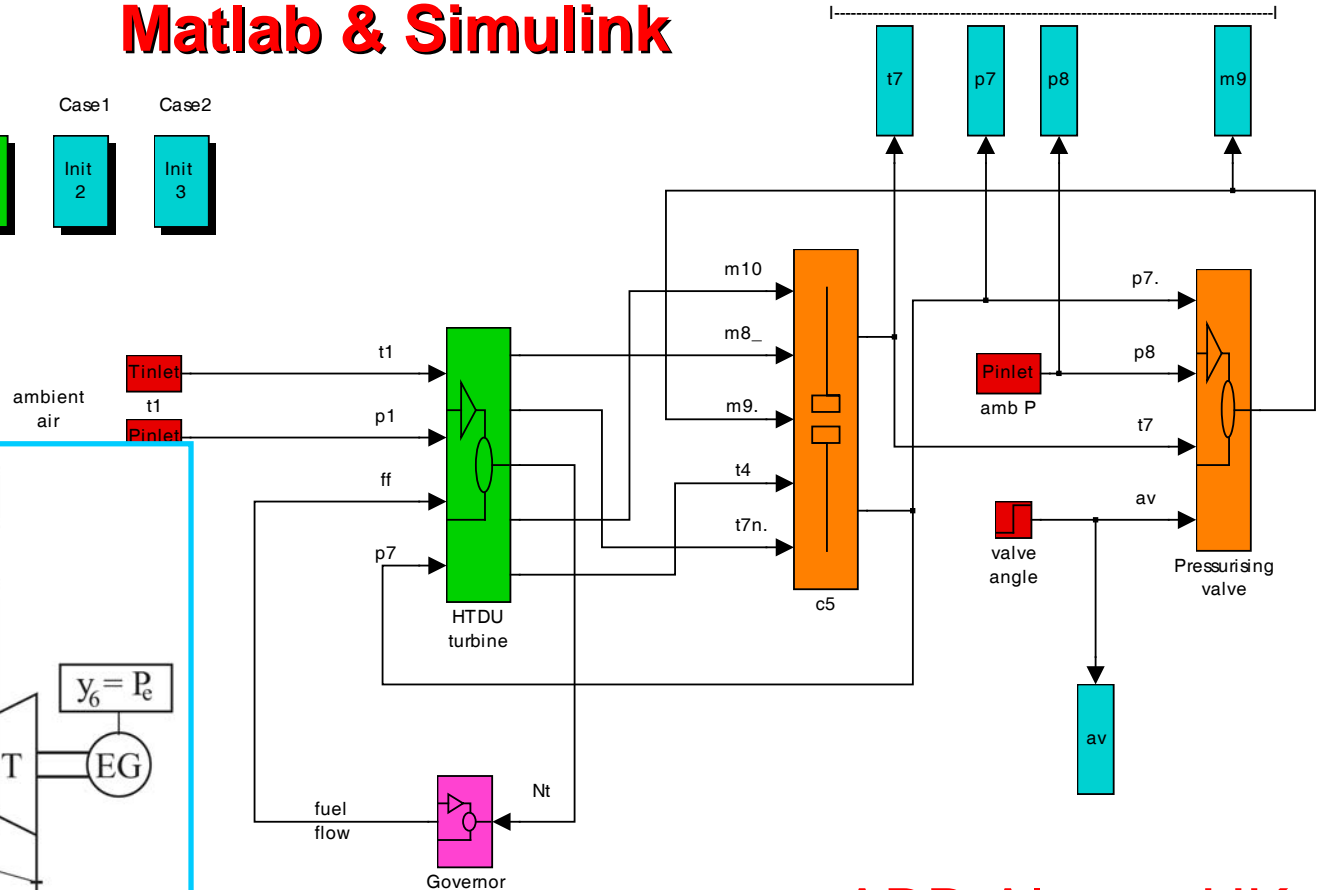 Matlab & Simulink
t7
p7
p8
m9
Case1
Case2
Init
2
Init
3
m10
m8_
m9.
t4
t7n.
c5
p7.
p8
t7
av
Pinlet
amb P
valve
angle
Pressurising
valve
av
ambient
air
Tinlet
t1
Pinlet
t1
p1
ff
p7
HTDU
turbine
y6 = Pe
T
EG
fuel
flow
Nt
Governor